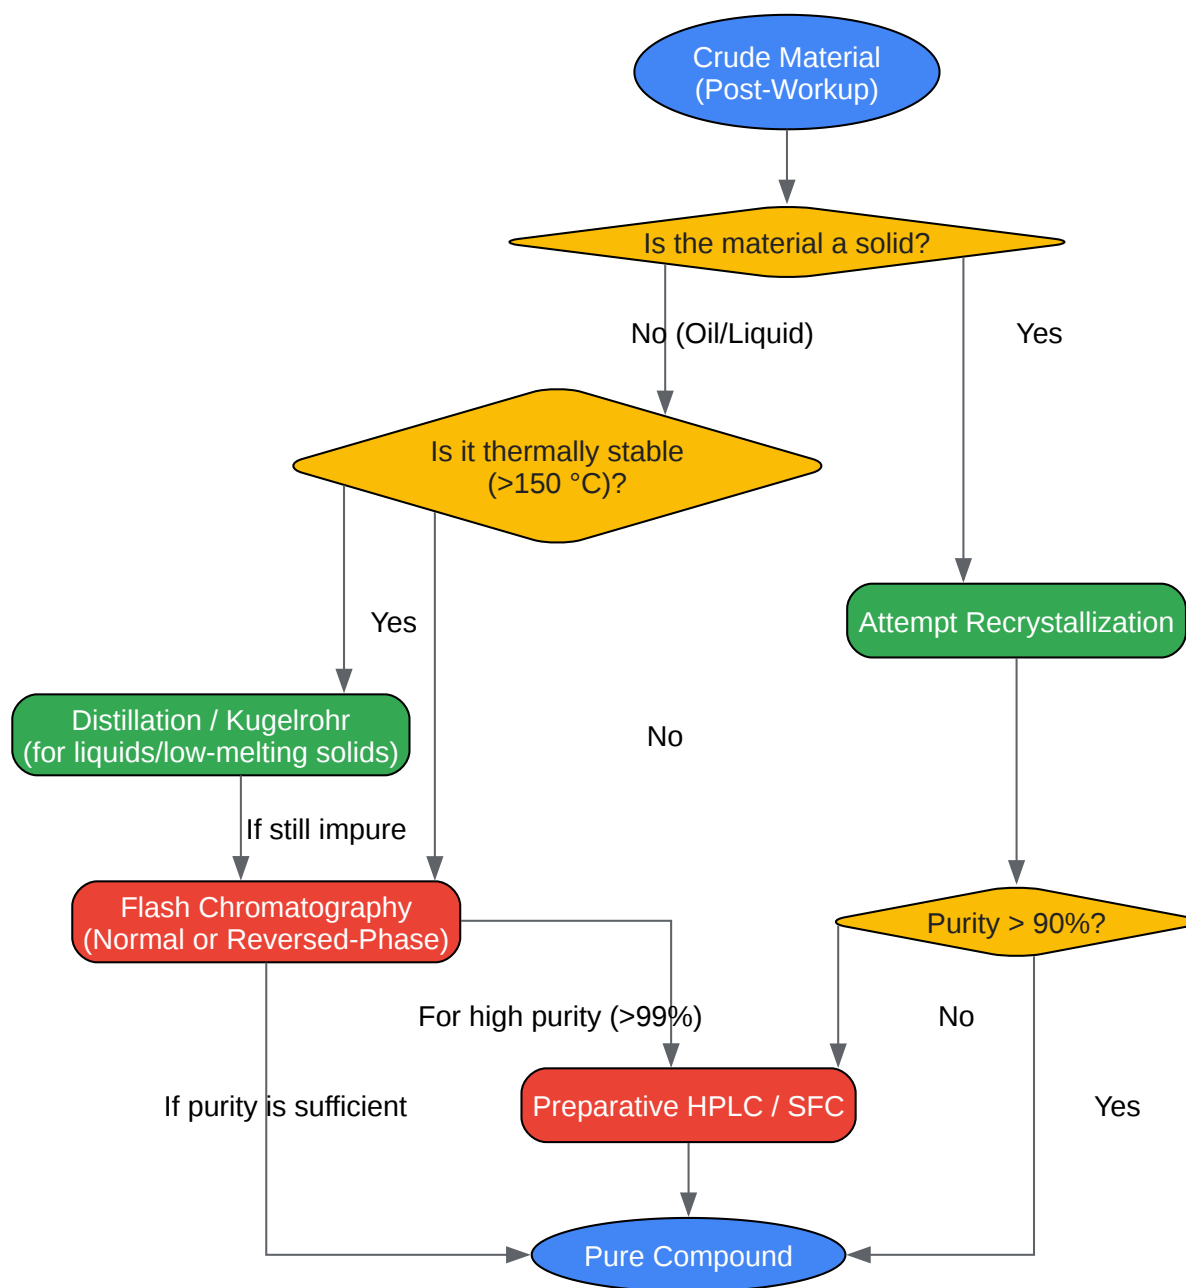 Crude Material
(Post-Workup)
Is the material a solid?
No (Oil/Liquid)
Yes
Is it thermally stable
(>150 °C)?
Yes
Attempt Recrystallization
Distillation / Kugelrohr
(for liquids/low-melting solids)
No
If still impure
Flash Chromatography
(Normal or Reversed-Phase)
Purity > 90%?
For high purity (>99%)
No
If purity is sufficient
Preparative HPLC / SFC
Yes
Pure Compound